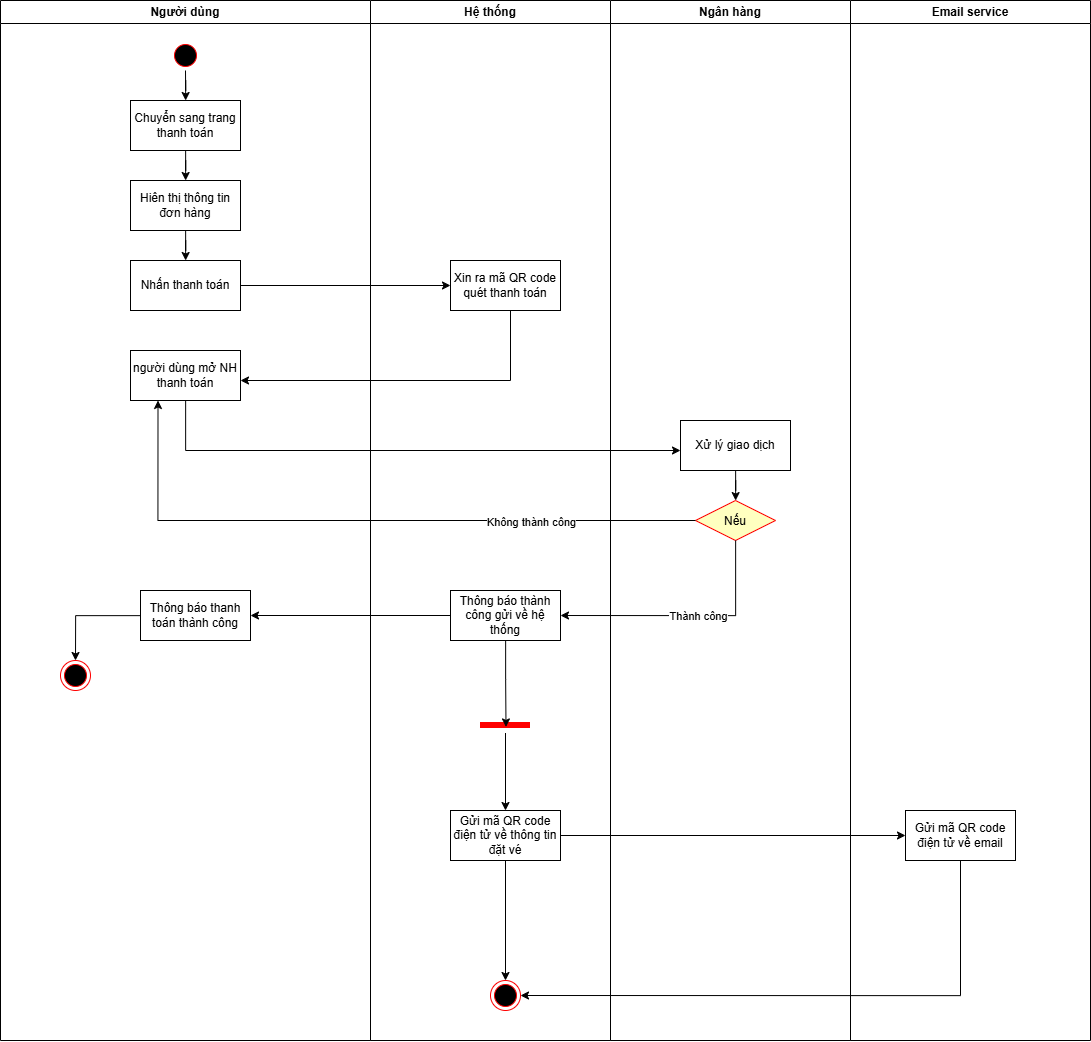 Người dùng
Hệ thống
Ngân hàng
Email service
Chuyển sang trang
thanh toán
Hiên thị thông tin
đơn hàng
Nhấn thanh toán
Xin ra mã QR code
quét thanh toán
người dùng mở NH
thanh toán
Xử lý giao dịch
Nếu
Không thành công
Thông báo thanh
toán thành công
Thông báo thành
công gửi về hệ
thống
Thành công
Gửi mã QR code
điện tử về thông tin
đặt vé
Gửi mã QR code
điện tử về email